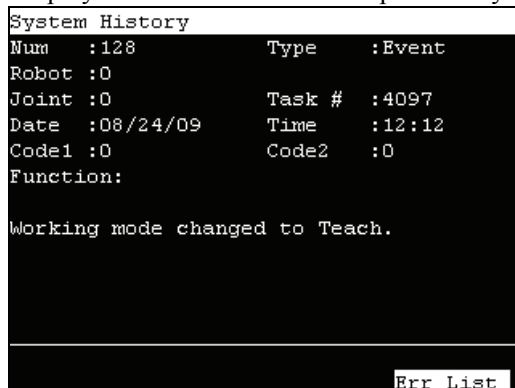 System History
Num :128 Type :Event
Robot :0
Joint :0 Task # :4097
Date :08/24/09 Time :12:12
Code1 :0 Code2 :0
Function:
Working mode changed to Teach.
Err List